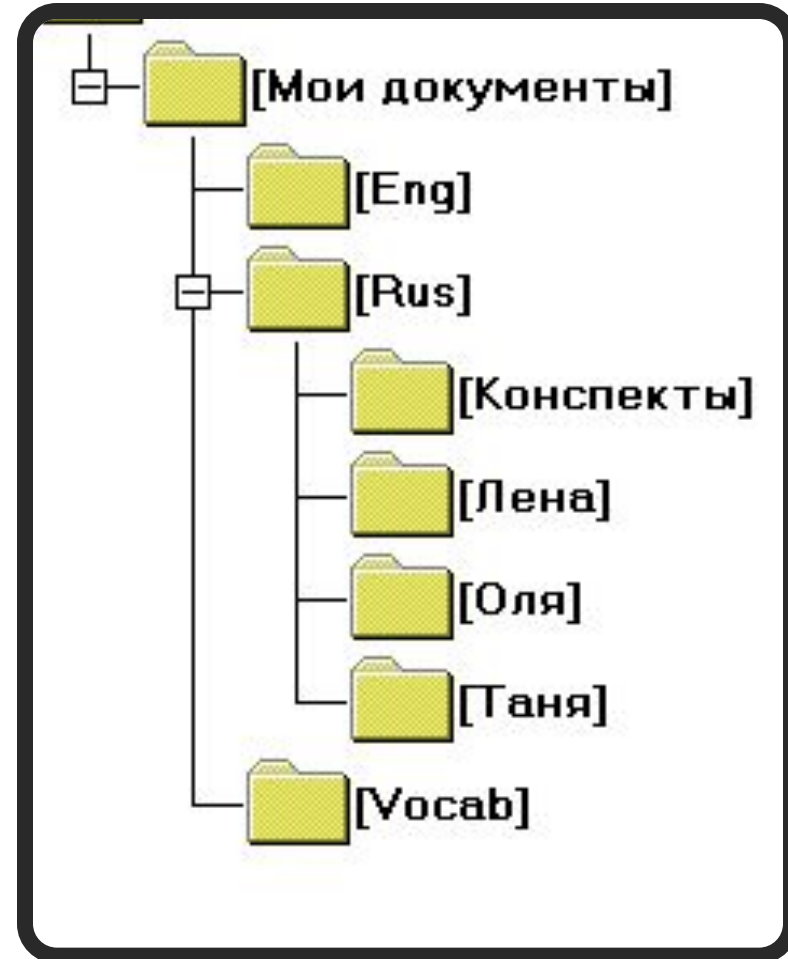 [Мои документы]
[Eng]
[Rus]
[Конспекты]
[Лена]
[Оля]
[Таня]
[Vocab]